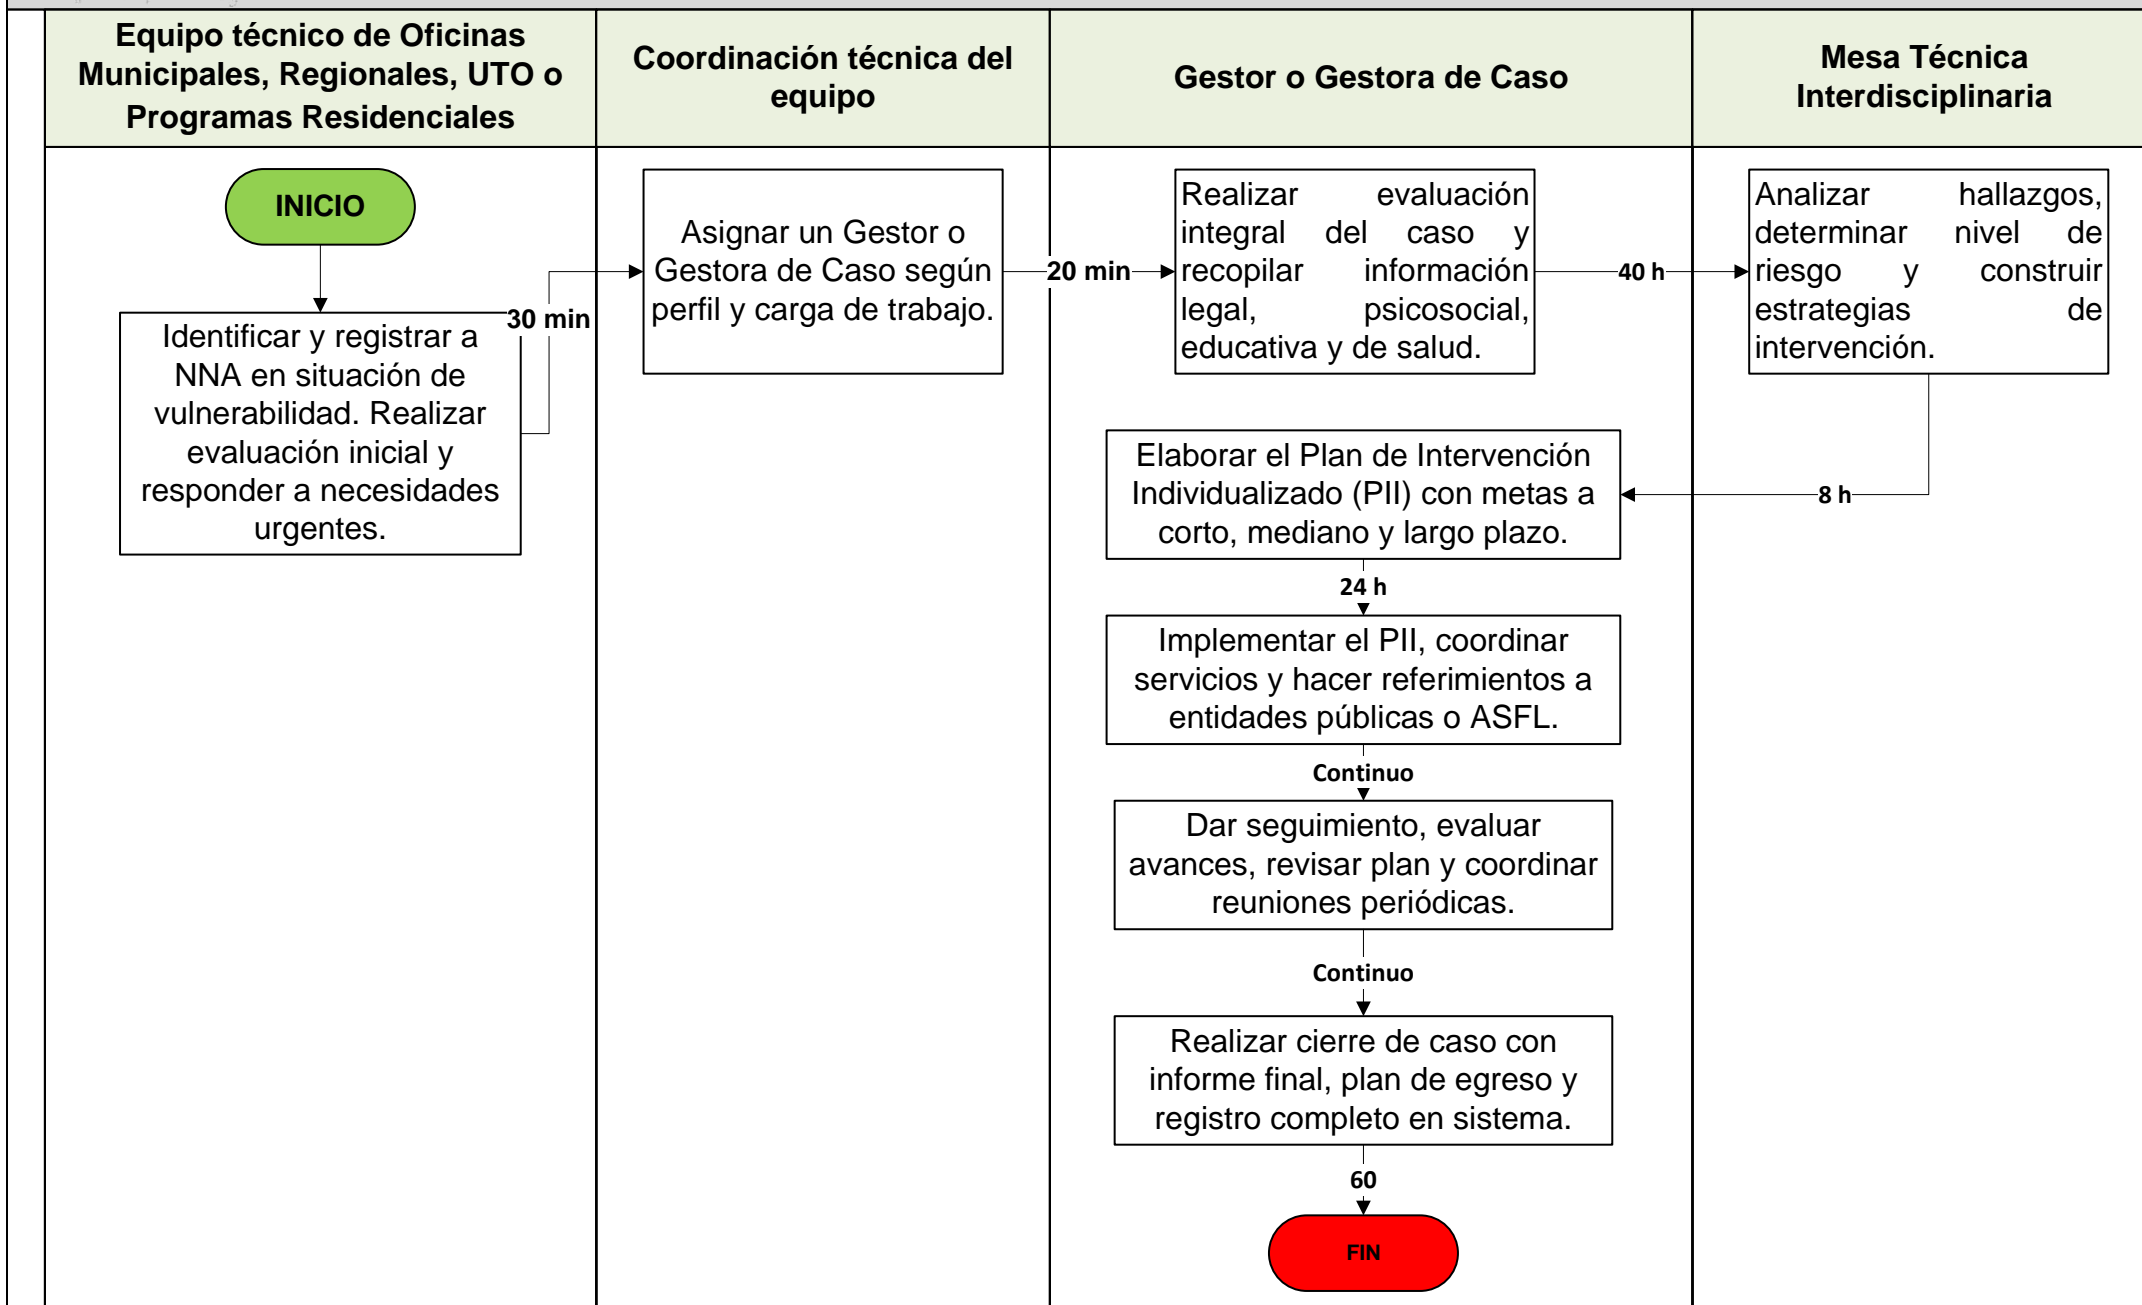 Equipo técnico de Oficinas
Municipales, Regionales, UTO o
Programas Residenciales
Coordinación técnica del
equipo
Gestor o Gestora de Caso
Mesa Técnica
Interdisciplinaria
INICIO
Identificar y registrar a
NNA en situación de
vulnerabilidad. Realizar
evaluación inicial y
responder a necesidades
urgentes.
30 min
Asignar un Gestor o
Gestora de Caso según
perfil y carga de trabajo.
20 min
Realizar evaluación
integral del caso y
recopilar información
legal, psicosocial,
educativa y de salud.
40 h
Analizar hallazgos,
determinar nivel de
riesgo y construir
estrategias de
intervención.
8 h
Elaborar el Plan de Intervención
Individualizado (PII) con metas a
corto, mediano y largo plazo.
24 h
Implementar el PII, coordinar
servicios y hacer referimientos a
entidades públicas o ASFL.
Continuo
Dar seguimiento, evaluar
avances, revisar plan y coordinar
reuniones periódicas.
Continuo
Realizar cierre de caso con
informe final, plan de egreso y
registro completo en sistema.
60
FIN